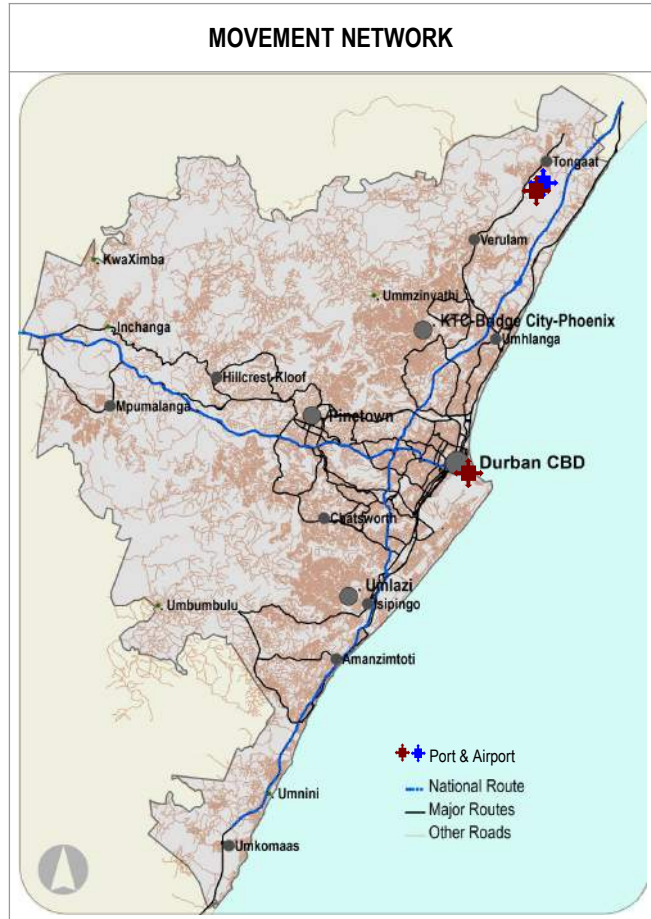 MOVEMENT NETWORK
Tongaat
Verulam
KwaXimba
Ummzinyathi
KTC-Bridge City-Phoenix
Inchanga
Umhlanga
Hillcrest-Kloof
Mpumalanga
Pinetown
Durban CBD
Chatsworth
Umlazi
Isipingo
Umbumbulu
Amanzimtoti
Port & Airport
National Route
Umnini
Major Routes
Other Roads
Umkomaas